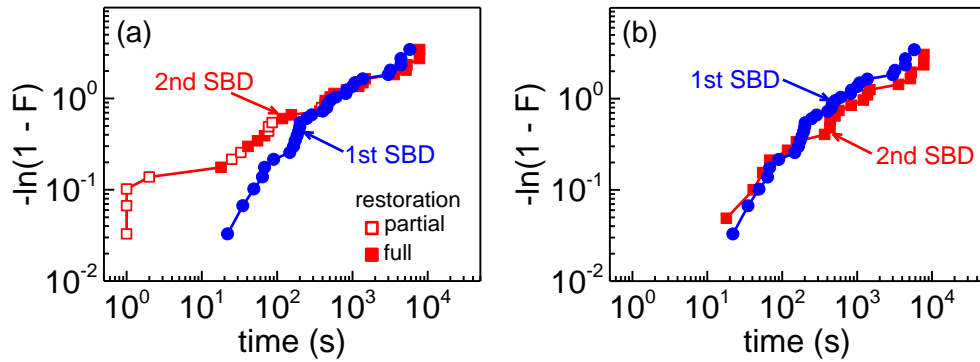 (a)
2nd SBD
1st SBD
restoration
partial
full
-ln(1 - F)
10^0
10^-1
10^-2
10^0 10^1 10^2 10^3 10^4
time (s)
(b)
1st SBD
2nd SBD
-ln(1 - F)
10^0
10^-1
10^-2
10^0 10^1 10^2 10^3 10^4
time (s)